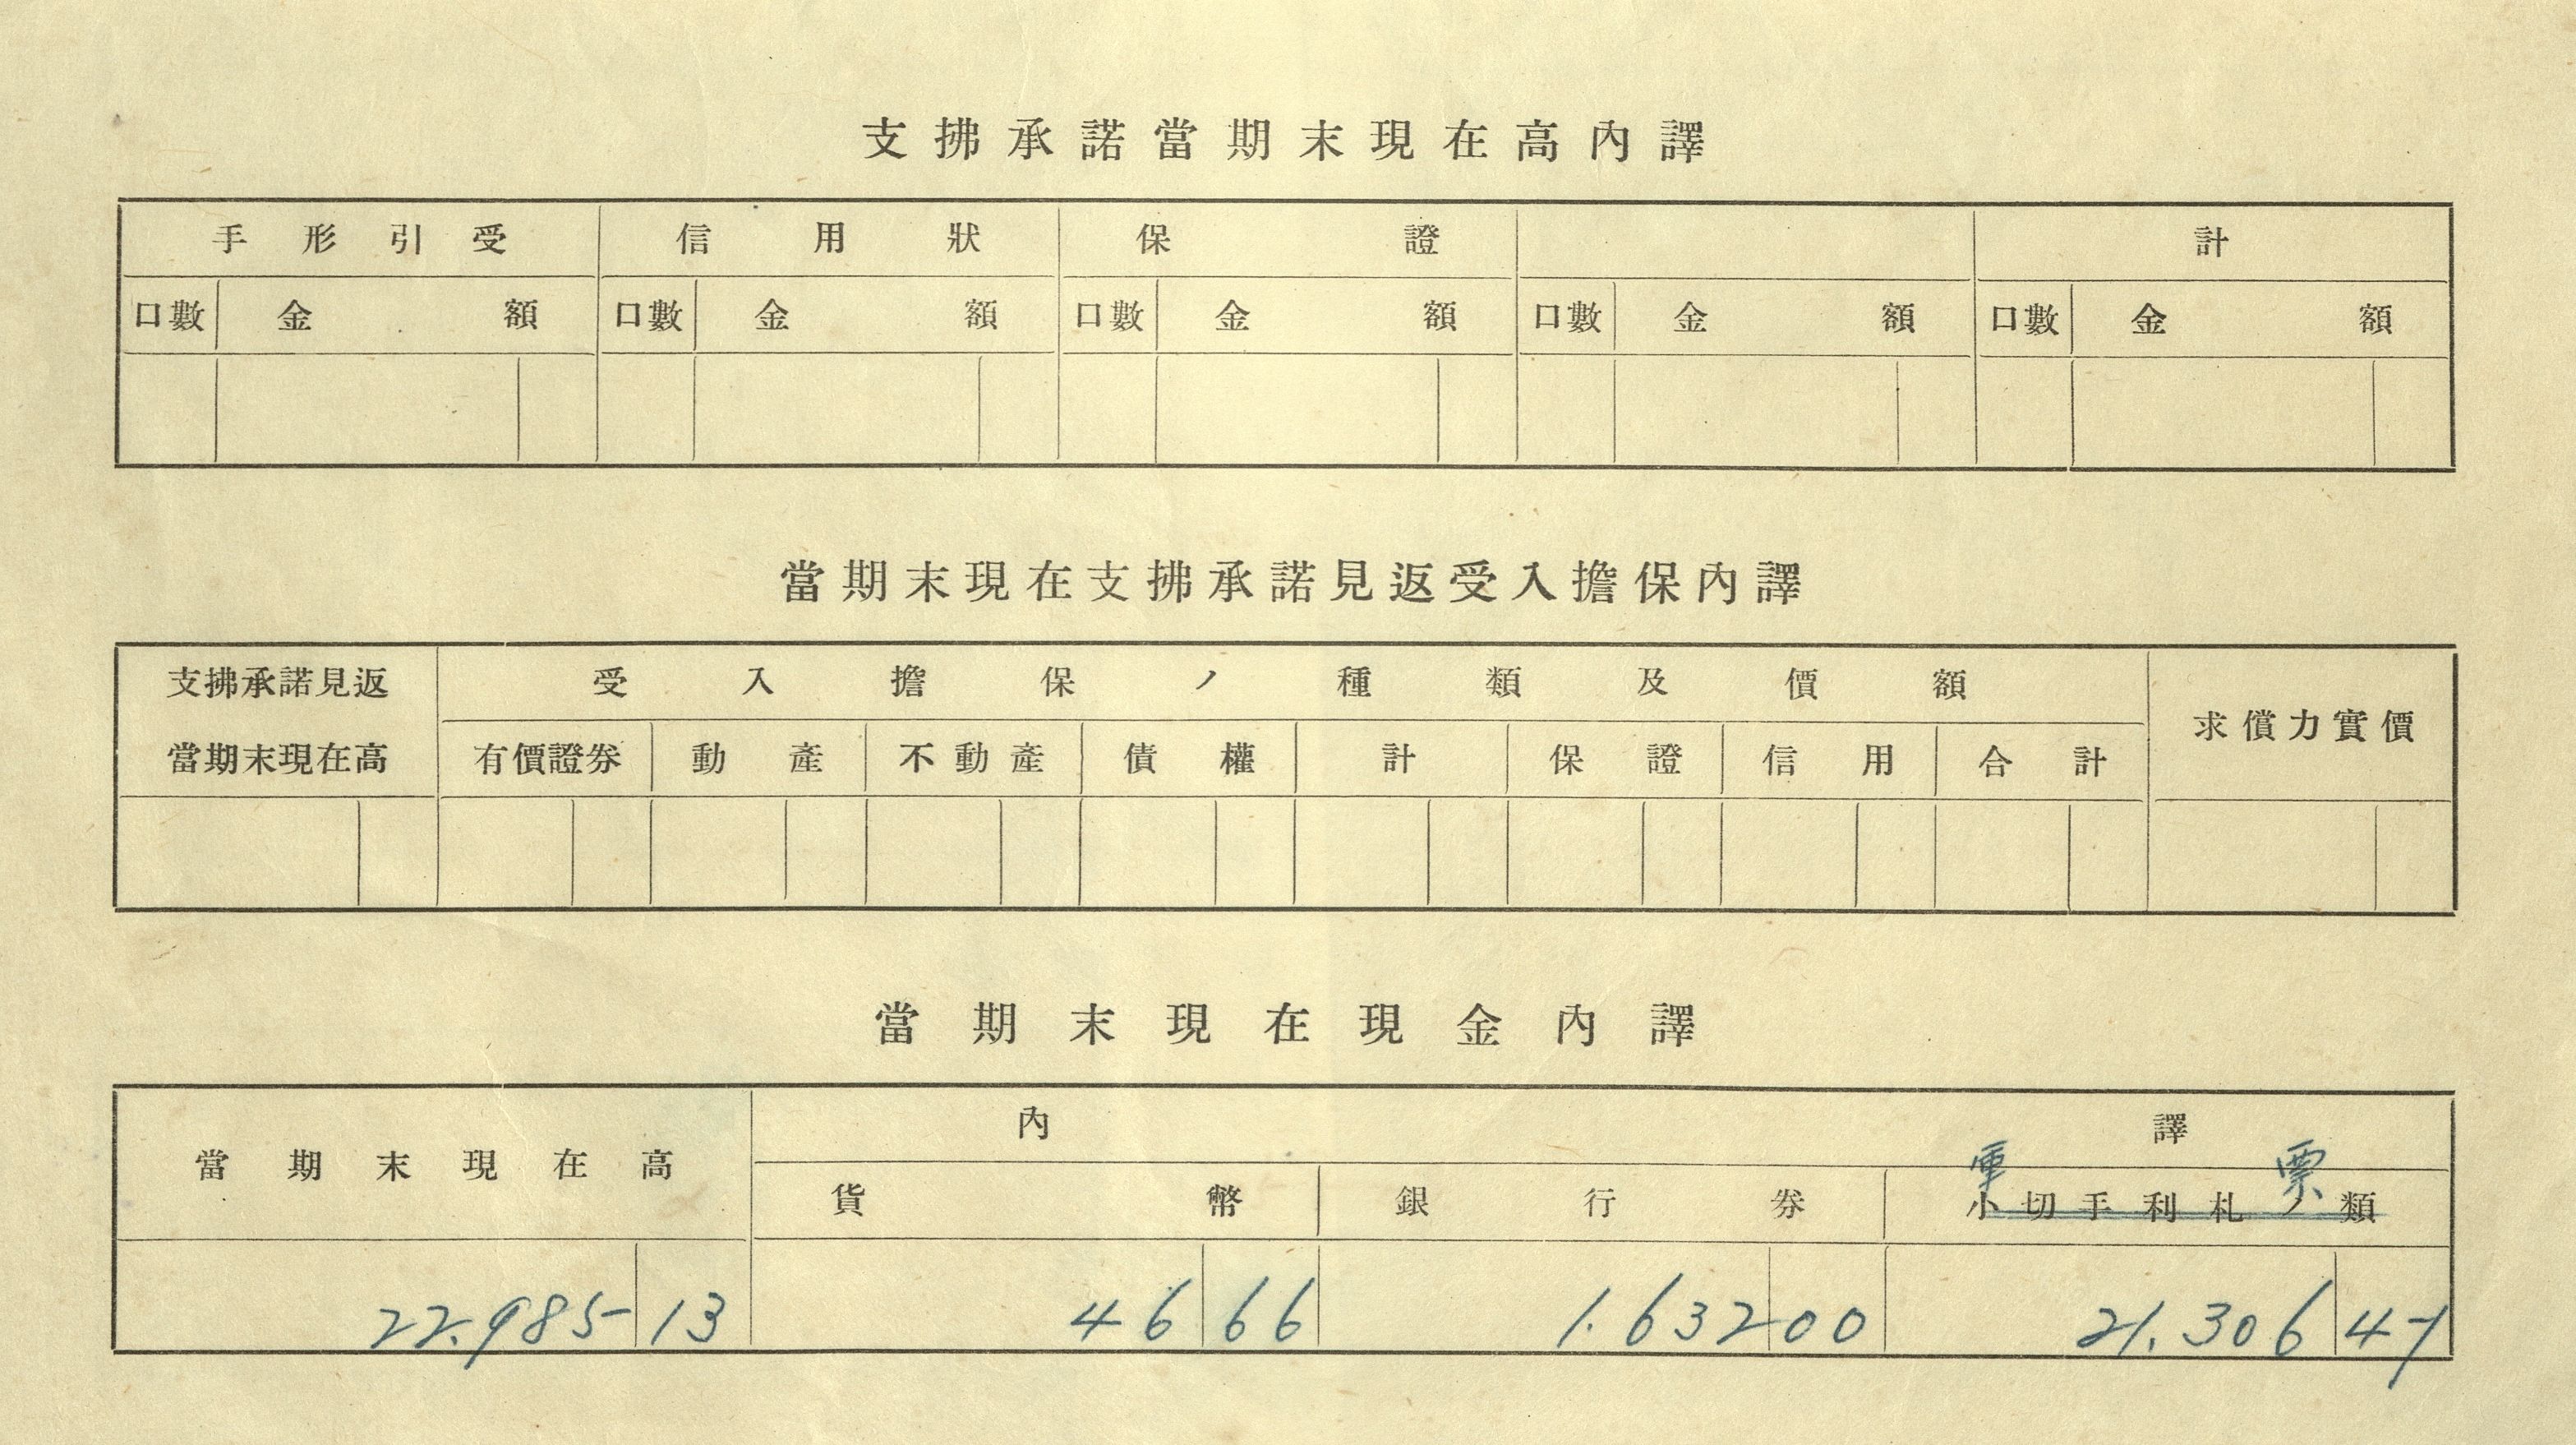 支拂承諾當期末現在高內譯
手形引受 信用狀 保證 計
口數 金額 口數 金額 口數 金額 口數 金額 口數 金額
當期末現在支拂承諾見返受入擔保內譯
支拂承諾見返 受入擔保ノ種類及價額
當期末現在高 有價證券 動產 不動產 債權 計 保證 信用 合計 求償力實價
當期末現在現金內譯
內譯
軍票
當期末現在高 貨幣 銀行券 小切手利札ノ類
22.985 13 46 66 1.632 00 21.306 47